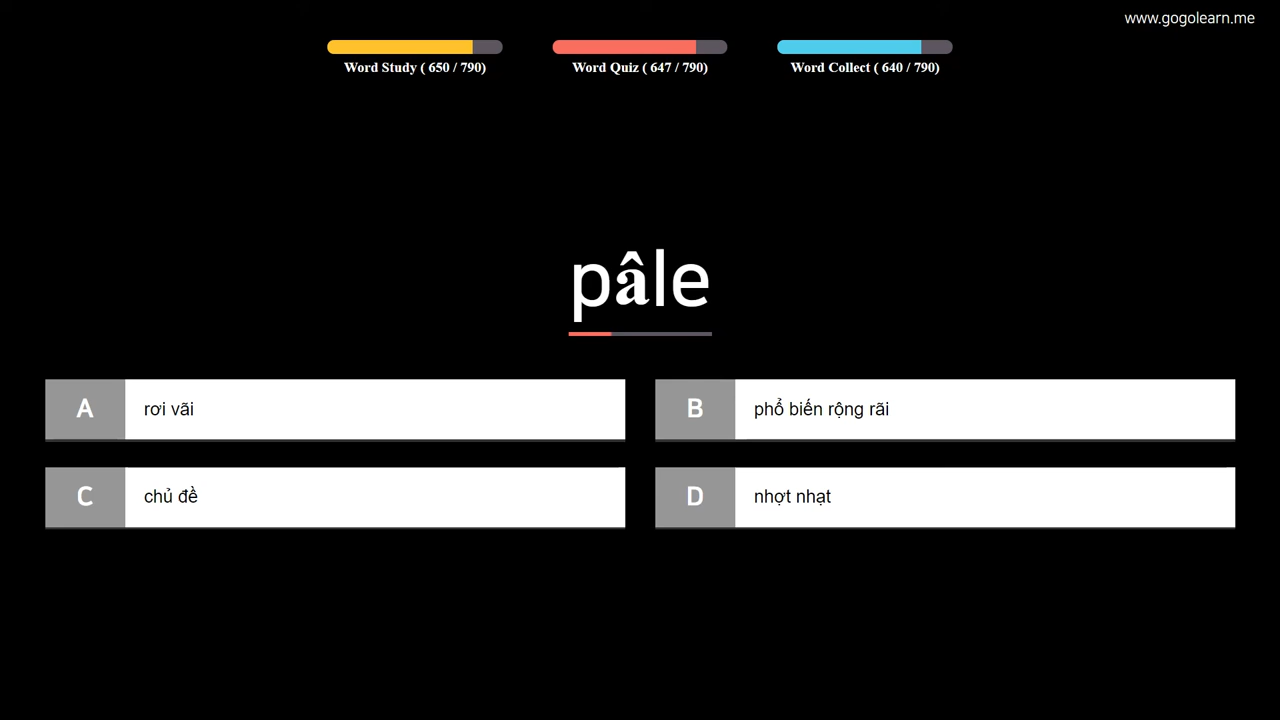 www.gogolearn.me
Word Study ( 650 / 790)
Word Quiz ( 647 / 790)
Word Collect ( 640 / 790)
pâle
A rơi vãi
B phổ biến rộng rãi
C chủ đề
D nhợt nhạt